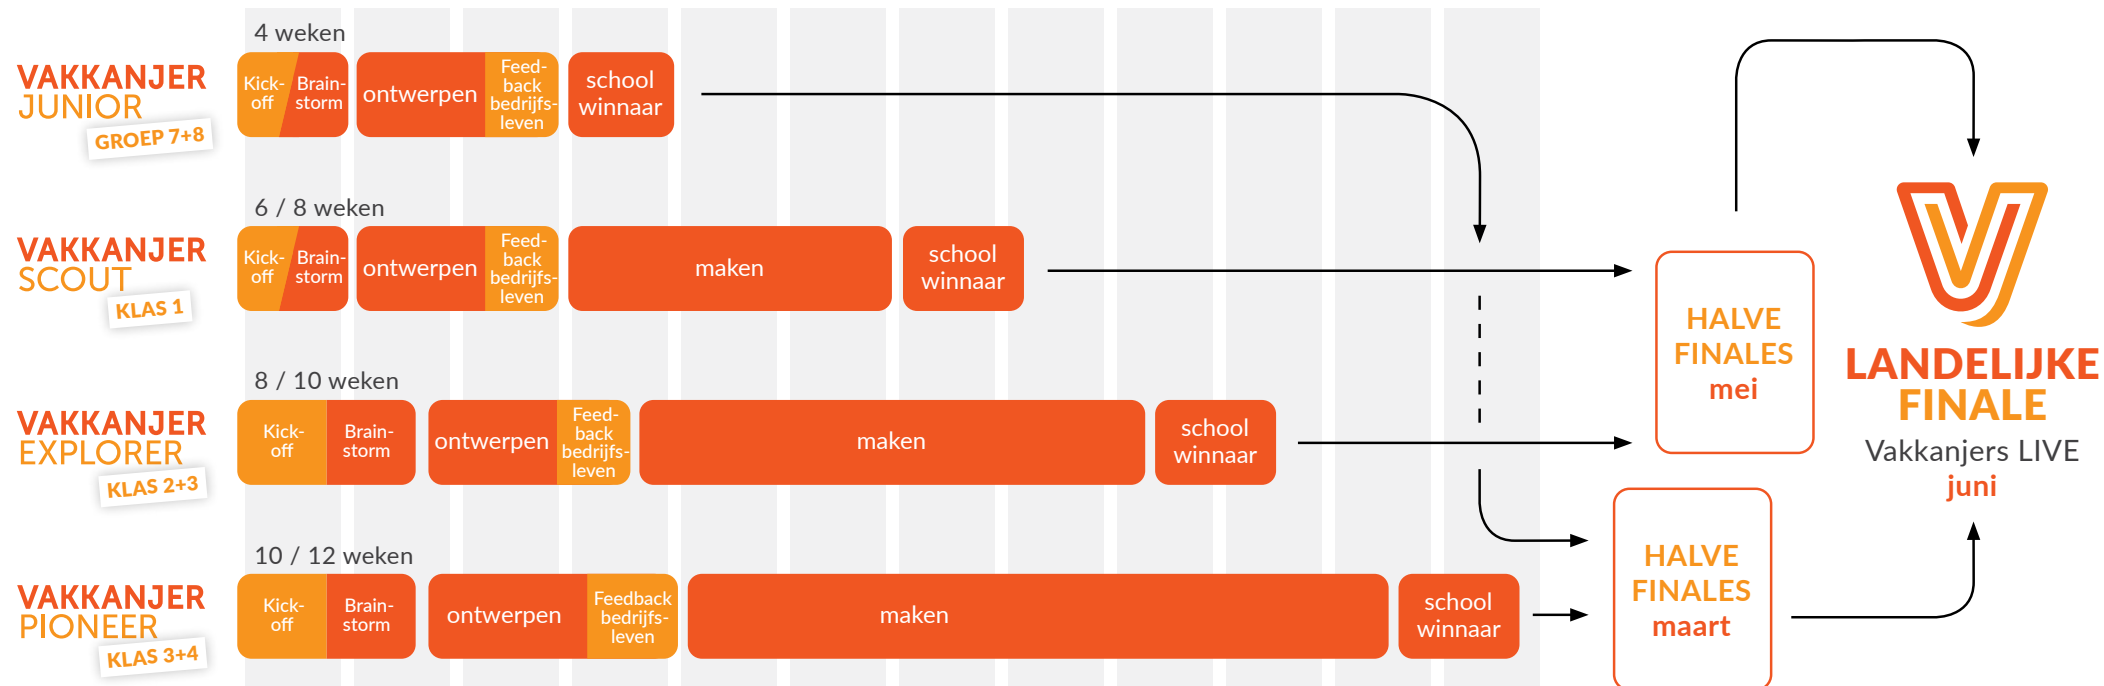 4 weken
VAKKANJER
JUNIOR
GROEP 7+8
Kick-
off
Brain-
storm
ontwerpen
Feed-
back
bedrijfs-
leven
school
winnaar
6 / 8 weken
VAKKANJER
SCOUT
KLAS 1
Kick-
off
Brain-
storm
ontwerpen
Feed-
back
bedrijfs-
leven
maken
school
winnaar
8 / 10 weken
VAKKANJER
EXPLORER
KLAS 2+3
Kick-
off
Brain-
storm
ontwerpen
Feed-
back
bedrijfs-
leven
maken
school
winnaar
10 / 12 weken
VAKKANJER
PIONEER
KLAS 3+4
Kick-
off
Brain-
storm
ontwerpen
Feedback
bedrijfs-
leven
maken
school
winnaar
HALVE
FINALES
mei
HALVE
FINALES
maart
LANDELIJKE
FINALE
Vakkanjers LIVE
juni